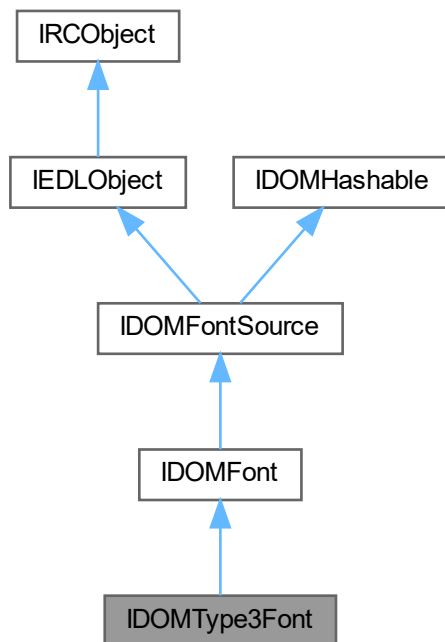 IRCObject
IEDLObject
IDOMHashable
IDOMFontSource
IDOMFont
IDOMType3Font